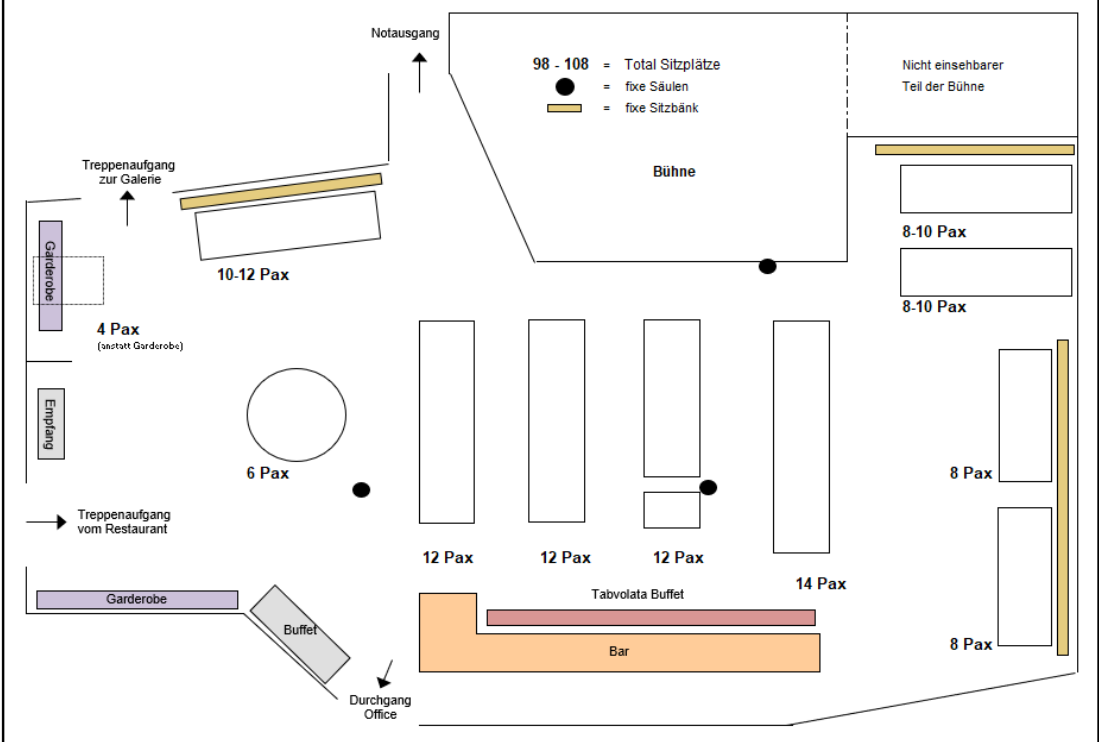 Notausgang
98 - 108 = Total Sitzplätze
= fixe Säulen
= fixe Sitzbänk
Nicht einsehbarer
Teil der Bühne
Bühne
Treppenaufgang
zur Galerie
Garderobe
10-12 Pax
4 Pax
(anstatt Garderobe)
8-10 Pax
8-10 Pax
Empfang
6 Pax
8 Pax
Treppenaufgang
vom Restaurant
12 Pax
12 Pax
12 Pax
14 Pax
Garderobe
Buffet
Tabvolata Buffet
Bar
8 Pax
Durchgang
Office